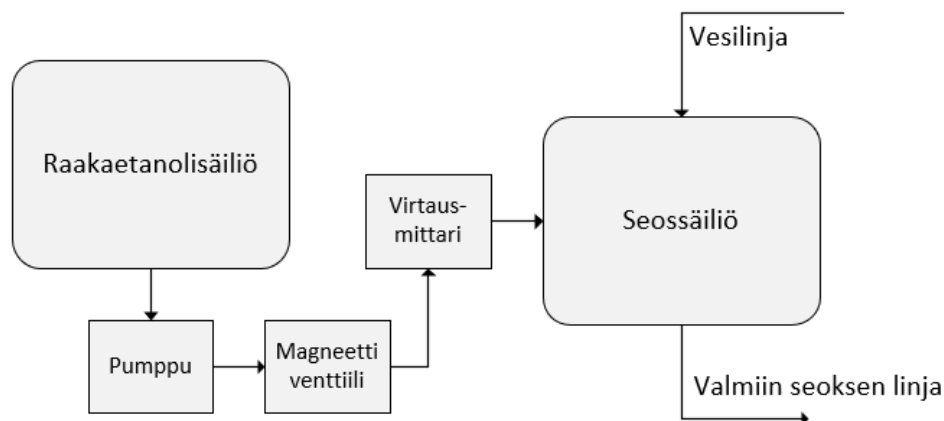 Vesilinja
Raakaetanolisäiliö
Virtaus-
mittari
Seossäiliö
Pumppu
Magneetti
venttiili
Valmiin seoksen linja